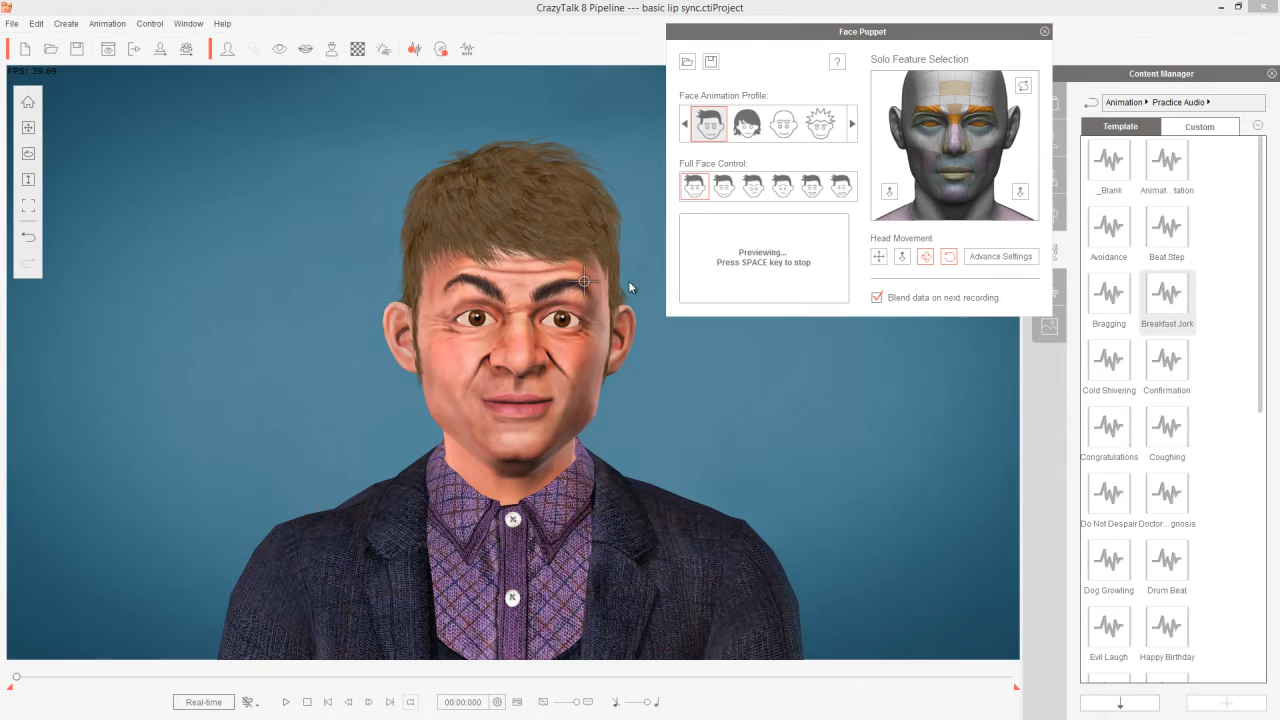 CrazyTalk 8 Pipeline --- basic lip sync.ctiProject
File Edit Create Animation Control Window Help
FPS: 39.69
Face Puppet
?
Face Animation Profile:
Full Face Control:
Previewing...
Press SPACE key to stop
Solo Feature Selection
Head Movement
Advance Settings
Blend data on next recording.
Content Manager
Animation Practice Audio
Template Custom
_Blank Animat...tation
Avoidance Beat Step
Bragging Breakfast Jork
Cold Shivering Confirmation
Congratulations Coughing
Do Not Despair Doctor...gnosis
Dog Growling Drum Beat
Evil Laugh Happy Birthday
AUTO
Real-time
00:00:000